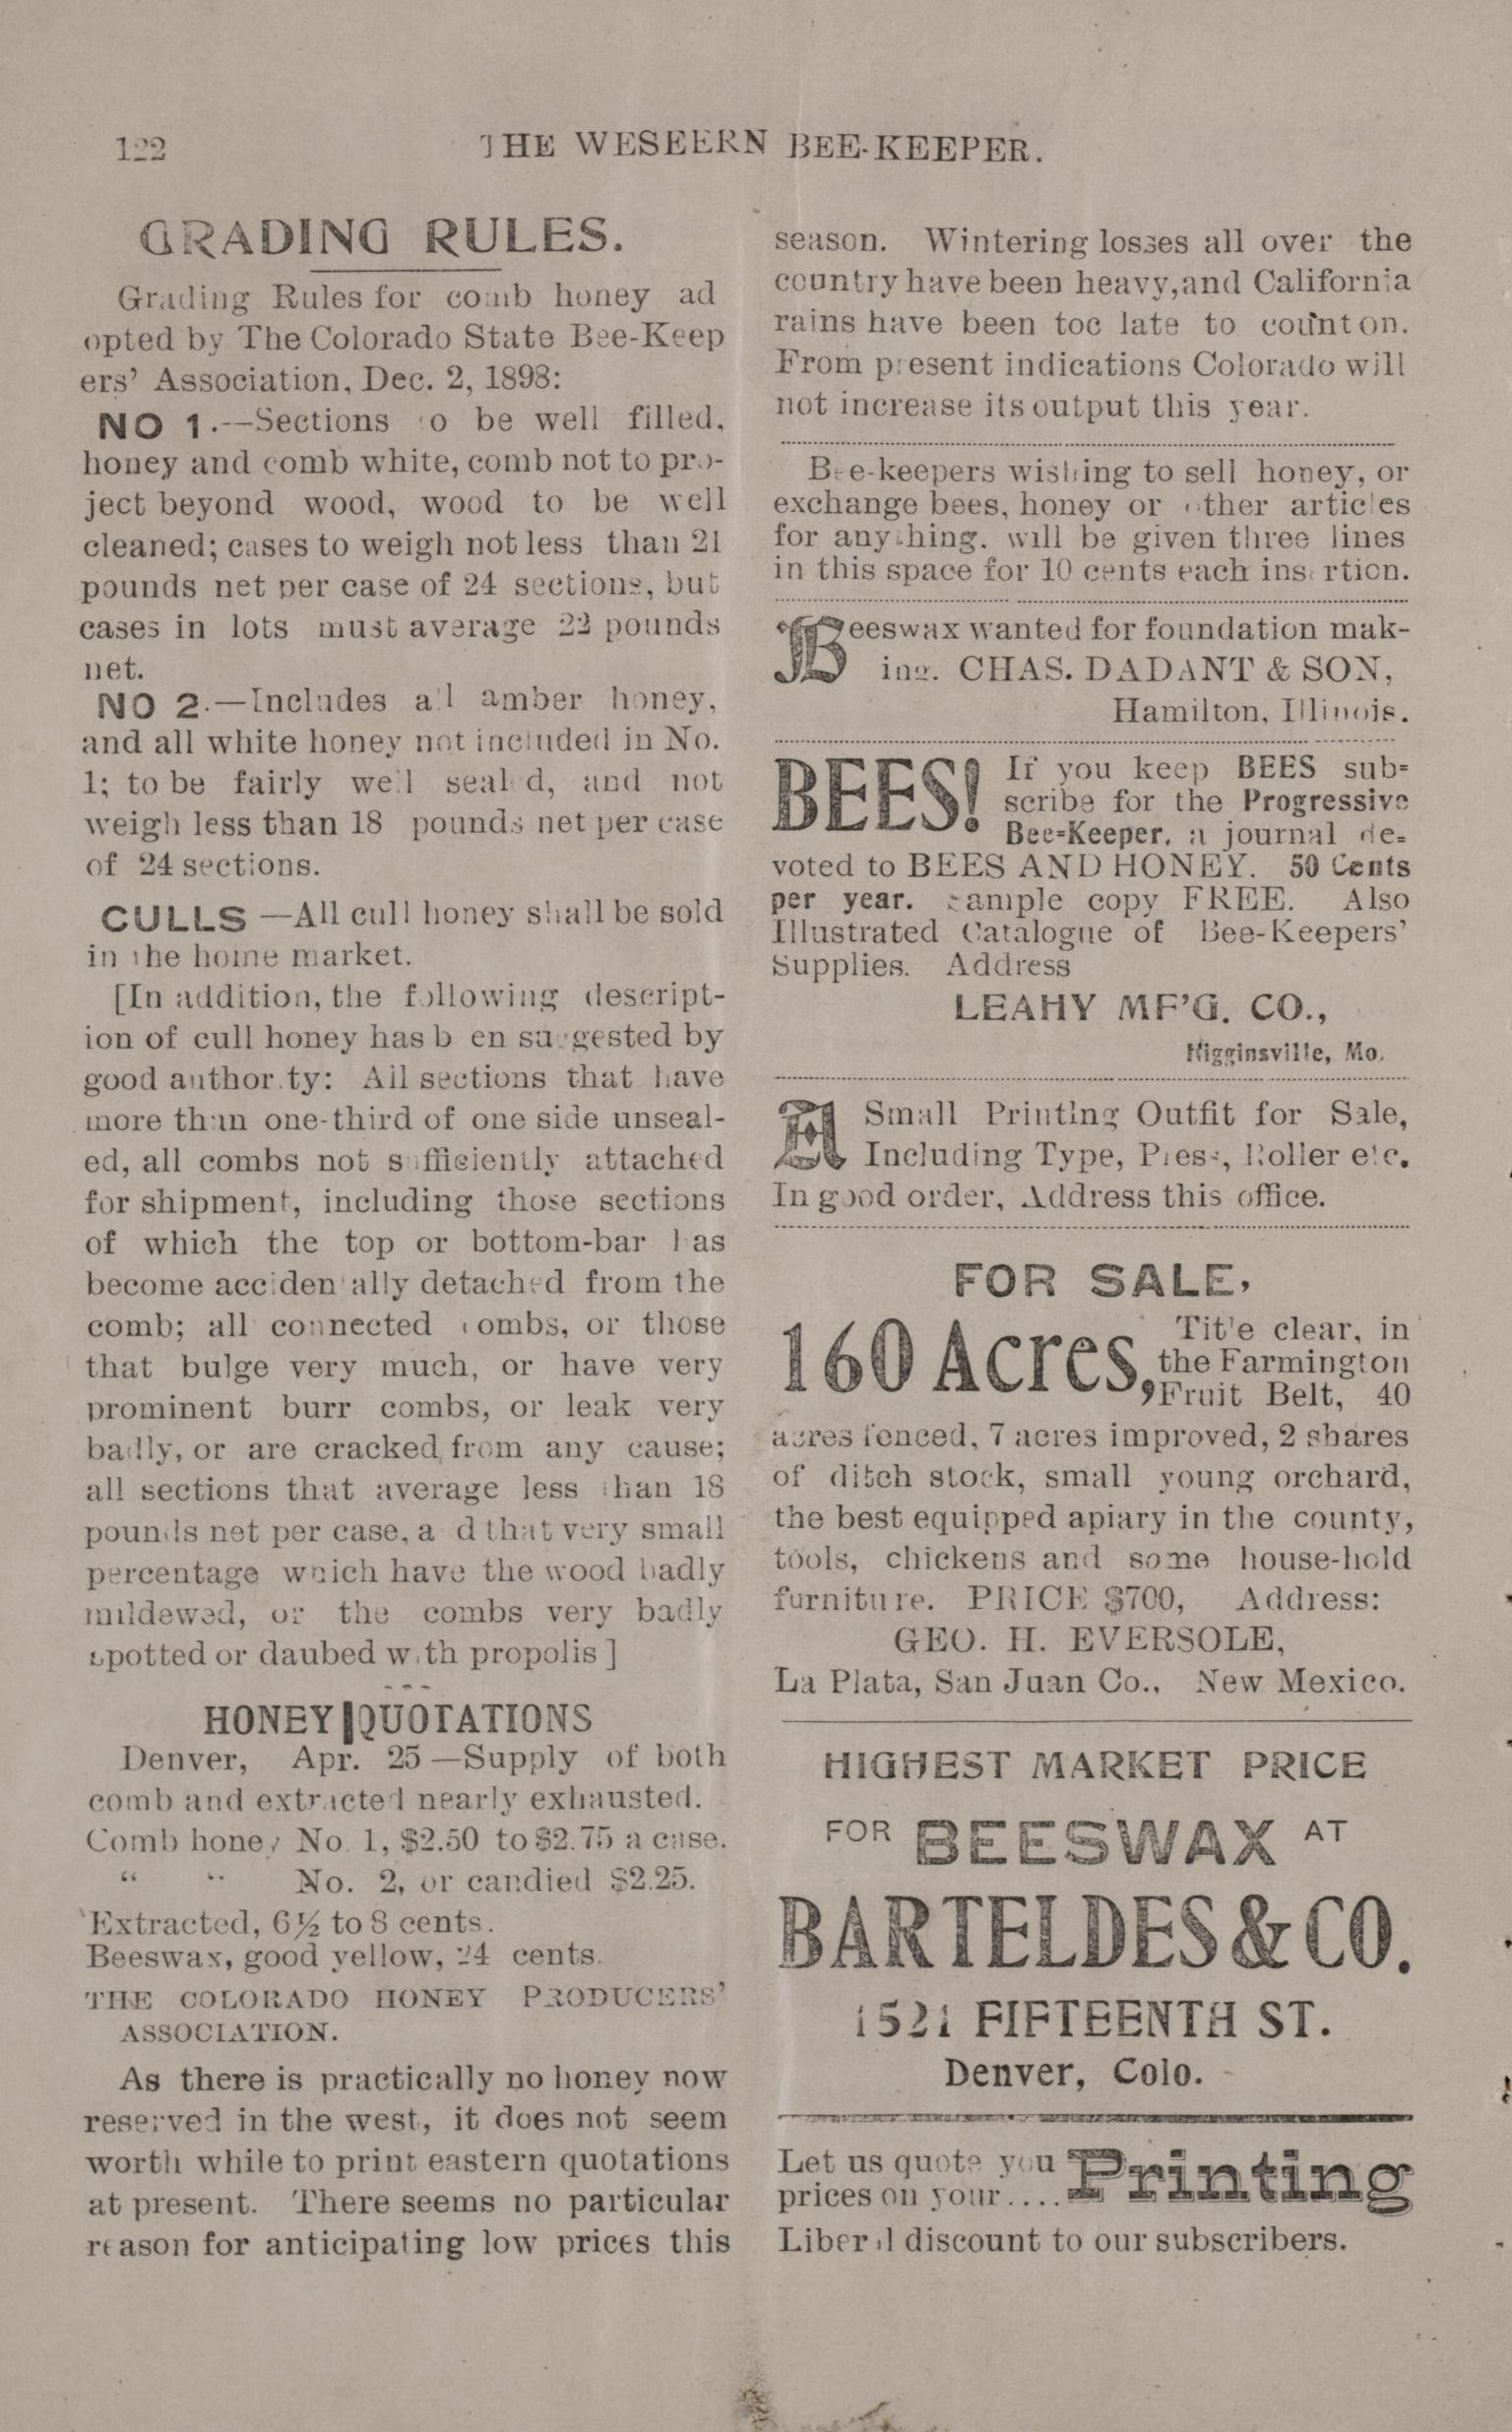 122
THE WESEERN BEE-KEEPER.
GRADING RULES.
Grading Rules for comb honey ad
opted by The Colorado State Bee-Keep
ers' Association, Dec. 2, 1898:
NO 1.--Sections to be well filled,
honey and comb white, comb not to pro-
ject beyond wood, wood to be well
cleaned; cases to weigh not less than 21
pounds net per case of 24 sections, but
cases in lots must average 22 pounds
net.
NO 2.—Includes all amber honey,
and all white honey not included in No.
1; to be fairly well sealed, and not
weigh less than 18 pounds net per case
of 24 sections.
CULLS —All cull honey shall be sold
in the home market.
[In addition, the following descript-
ion of cull honey has b en suggested by
good authority: All sections that have
more than one-third of one side unseal-
ed, all combs not sufficiently attached
for shipment, including those sections
of which the top or bottom-bar has
become accidentally detached from the
comb; all connected combs, or those
that bulge very much, or have very
prominent burr combs, or leak very
badly, or are cracked from any cause;
all sections that average less than 18
pounds net per case, a d that very small
percentage which have the wood badly
mildewed, or the combs very badly
spotted or daubed with propolis ]
HONEY QUOTATIONS
Denver, Apr. 25 —Supply of both
comb and extracted nearly exhausted.
Comb honey No. 1, $2.50 to $2.75 a case.
“ “ No. 2, or candied $2.25.
Extracted, 6½ to 8 cents.
Beeswax, good yellow, 24 cents.
THE COLORADO HONEY PRODUCERS'
ASSOCIATION.
As there is practically no honey now
reserved in the west, it does not seem
worth while to print eastern quotations
at present. There seems no particular
reason for anticipating low prices this
season. Wintering losses all over the
country have been heavy,and California
rains have been too late to count on.
From present indications Colorado will
not increase its output this year.
Bee-keepers wishing to sell honey, or
exchange bees, honey or other articles
for anything. will be given three lines
in this space for 10 cents each insertion.
Beeswax wanted for foundation mak-
ing. CHAS. DADANT & SON,
Hamilton, Illinois.
BEES! If you keep BEES sub-
scribe for the Progressive
Bee-Keeper, a journal de-
voted to BEES AND HONEY. 50 Cents
per year. Sample copy FREE. Also
Illustrated Catalogue of Bee-Keepers'
Supplies. Address
LEAHY MF'G. CO.,
Higginsville, Mo.
A Small Printing Outfit for Sale,
Including Type, Press, Roller etc.
In good order, Address this office.
FOR SALE,
160 Acres, Title clear, in
the Farmington
Fruit Belt, 40
acres fenced, 7 acres improved, 2 shares
of ditch stock, small young orchard,
the best equipped apiary in the county,
tools, chickens and some house-hold
furniture. PRICE $700, Address:
GEO. H. EVERSOLE,
La Plata, San Juan Co., New Mexico.
HIGHEST MARKET PRICE
FOR BEESWAX AT
BARTELDES & CO.
1521 FIFTEENTH ST.
Denver, Colo.
Let us quote you
prices on your.... Printing
Liberal discount to our subscribers.